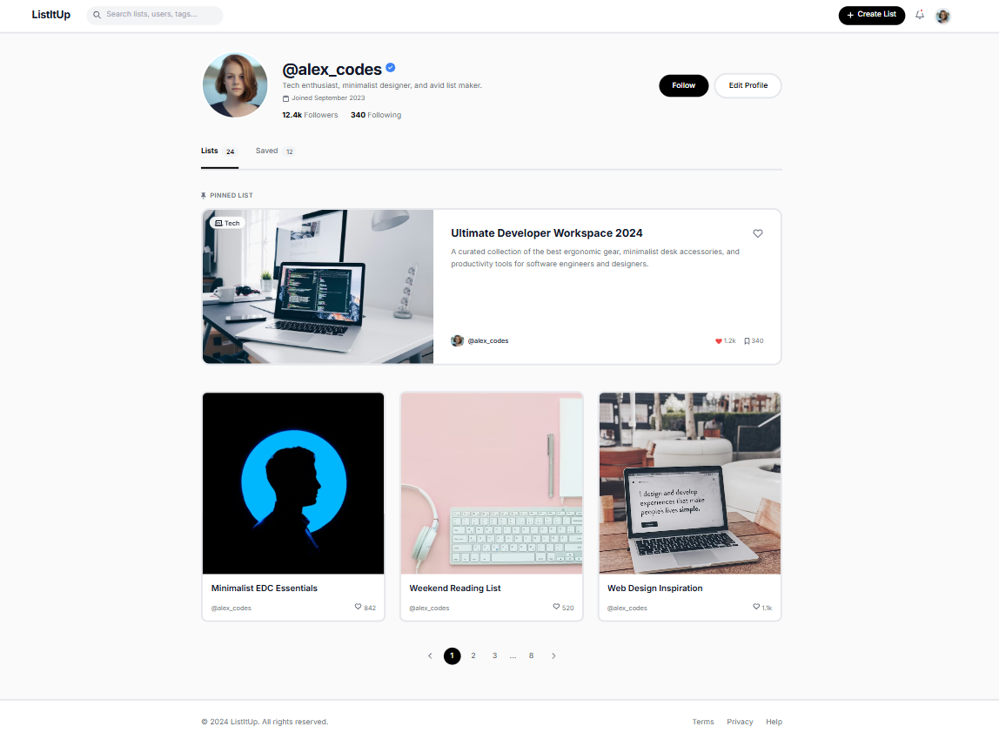 ListItUp
Search lists, users, tags...
+ Create List
@alex_codes
Tech enthusiast, minimalist designer, and avid list maker.
Joined September 2023
12.4k Followers 340 Following
Follow
Edit Profile
Lists 24
Saved 12
PINNED LIST
Tech
Ultimate Developer Workspace 2024
A curated collection of the best ergonomic gear, minimalist desk accessories, and
productivity tools for software engineers and designers.
@alex_codes
1.2k
340
I design and develop
experiences that make
people's lives simple.
Minimalist EDC Essentials
@alex_codes
842
Weekend Reading List
@alex_codes
520
Web Design Inspiration
@alex_codes
1.1k
1 2 3 ... 8
© 2024 ListItUp. All rights reserved.
Terms Privacy Help